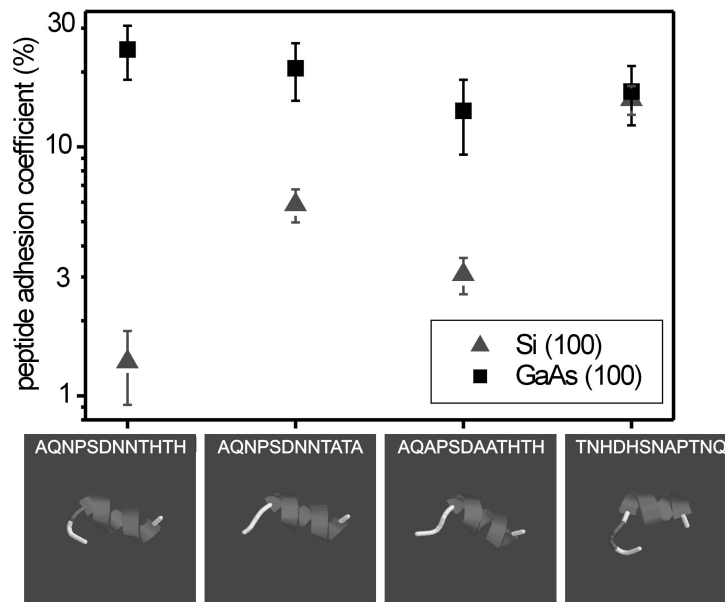 peptide adhesion coefficient (%)
30
10
3
1
Si (100)
GaAs (100)
AQNPSDNNTHTH
AQNPSDNNTATA
AQAPSDAATHTH
TNHDHSNAPTNQ